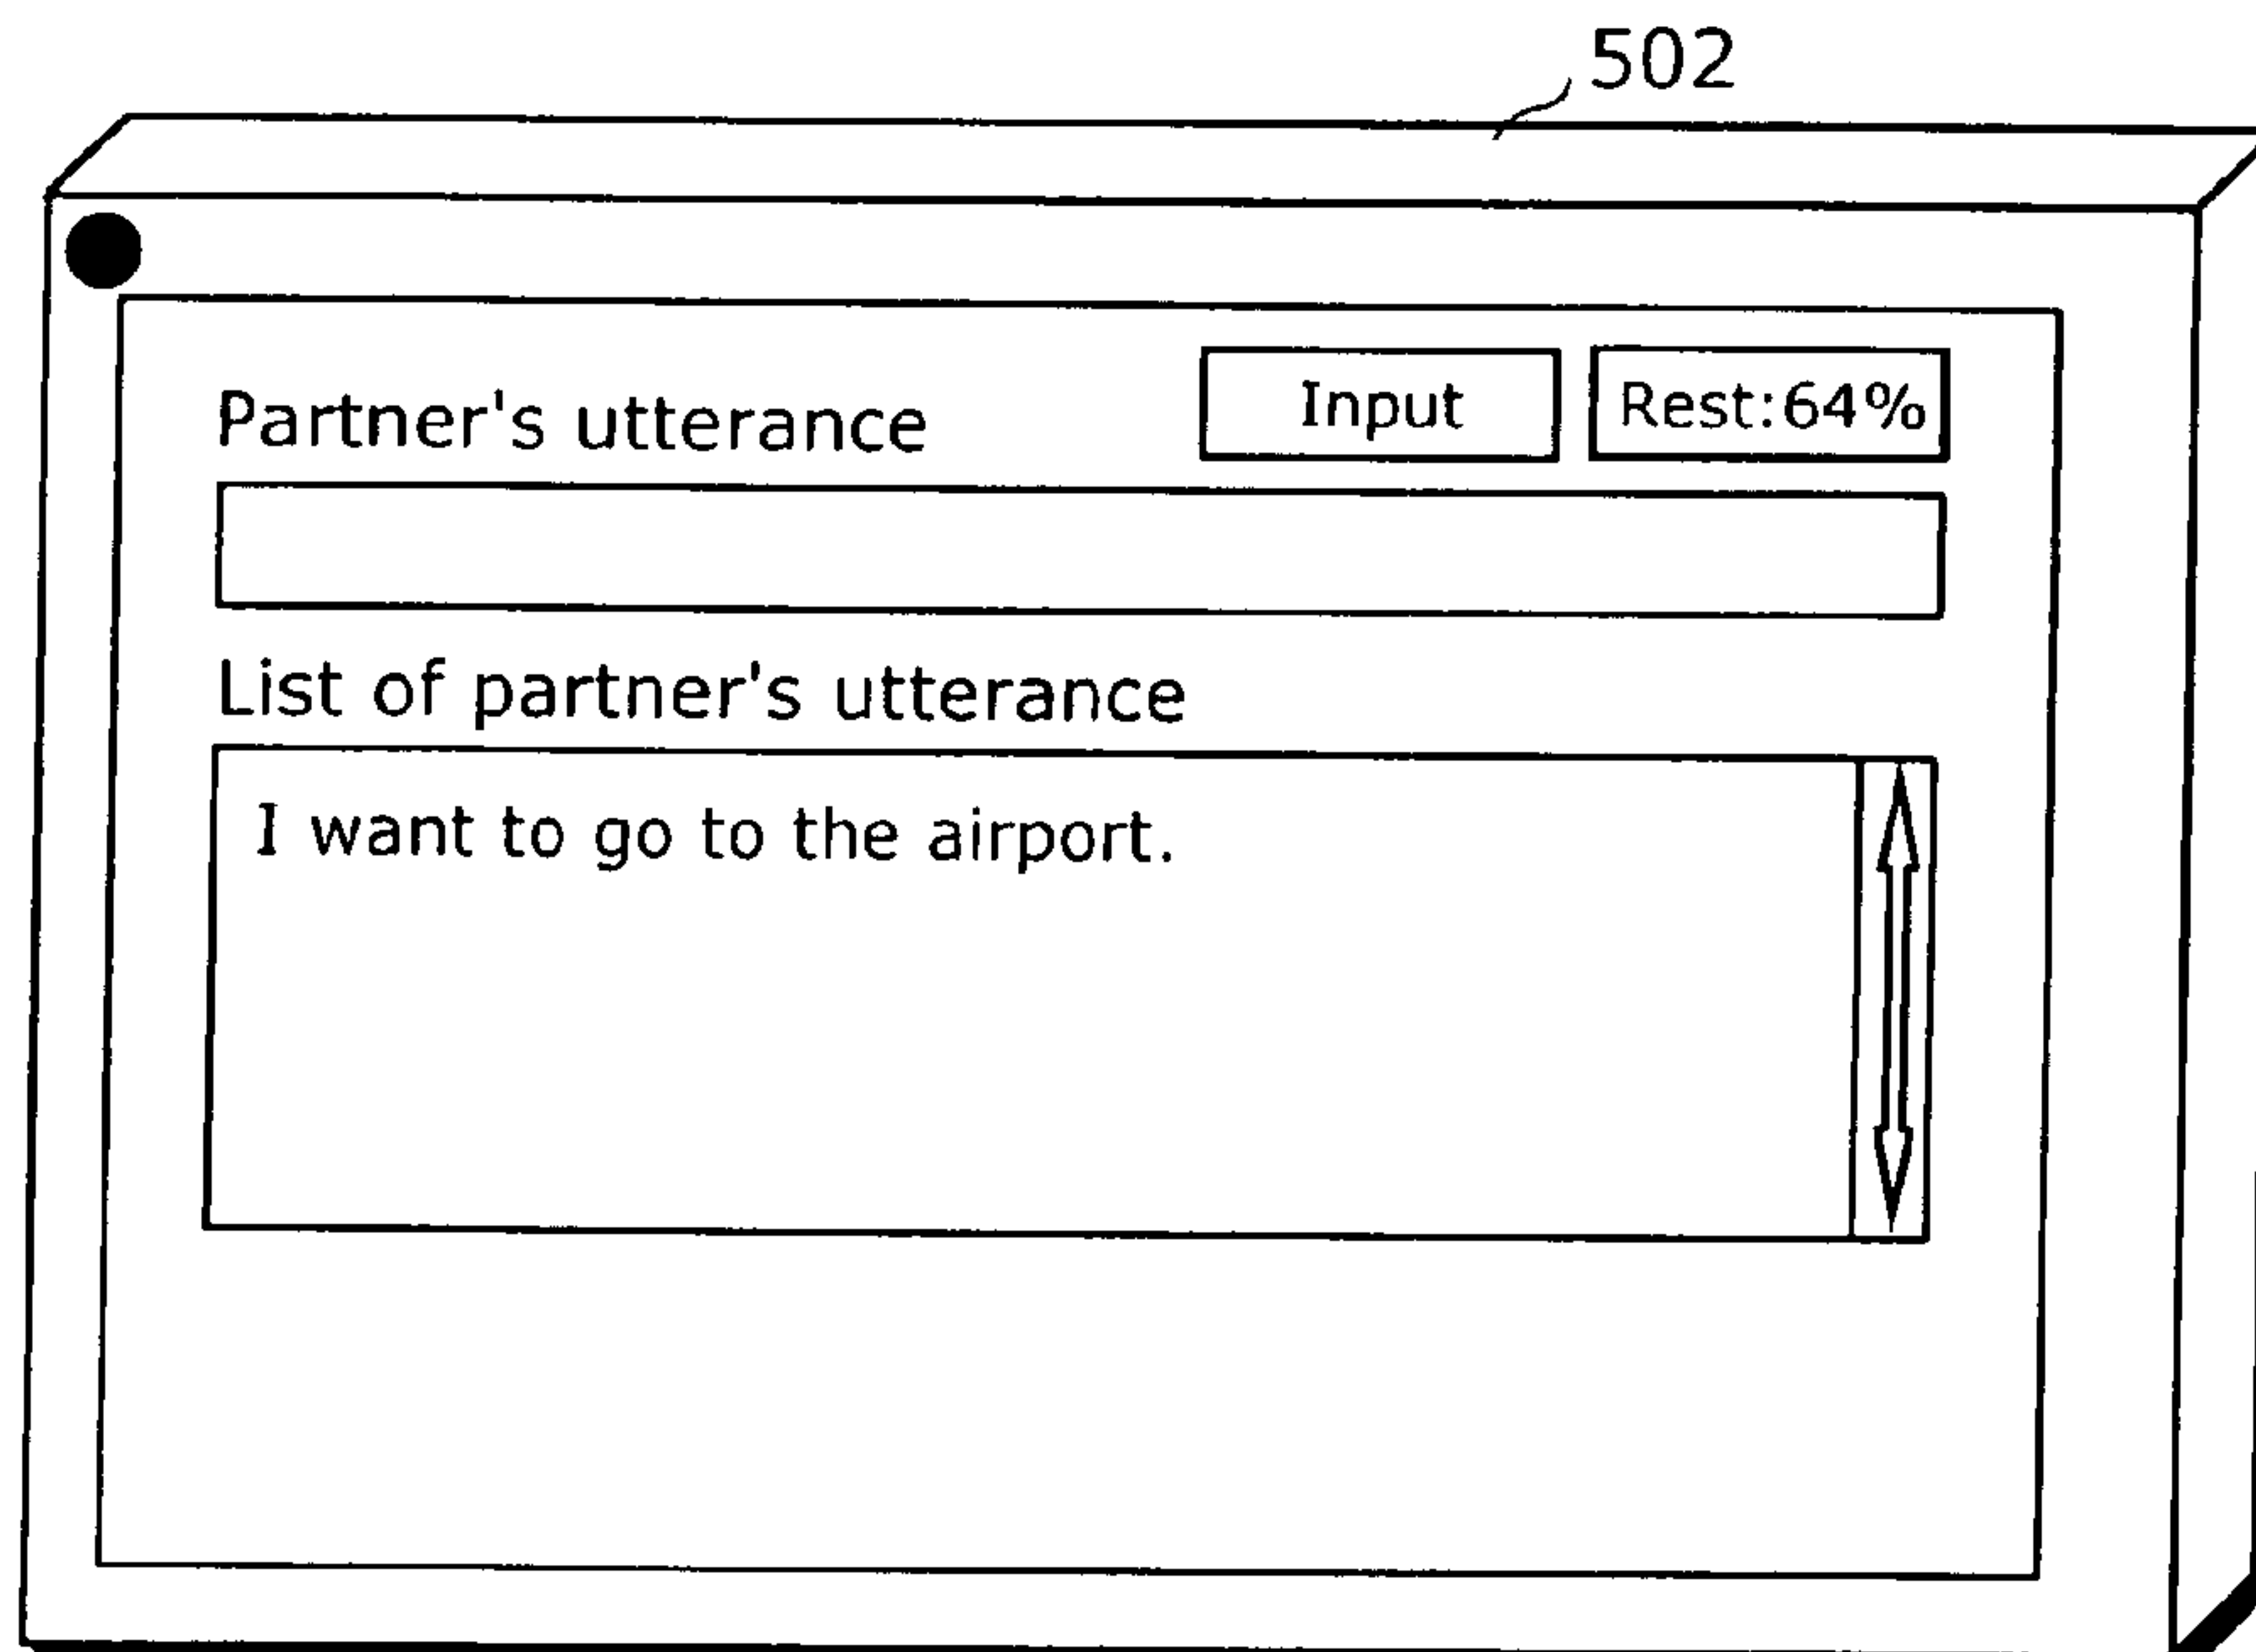 502
Partner's utterance
Input
Rest:64%
List of partner's utterance
I want to go to the airport.